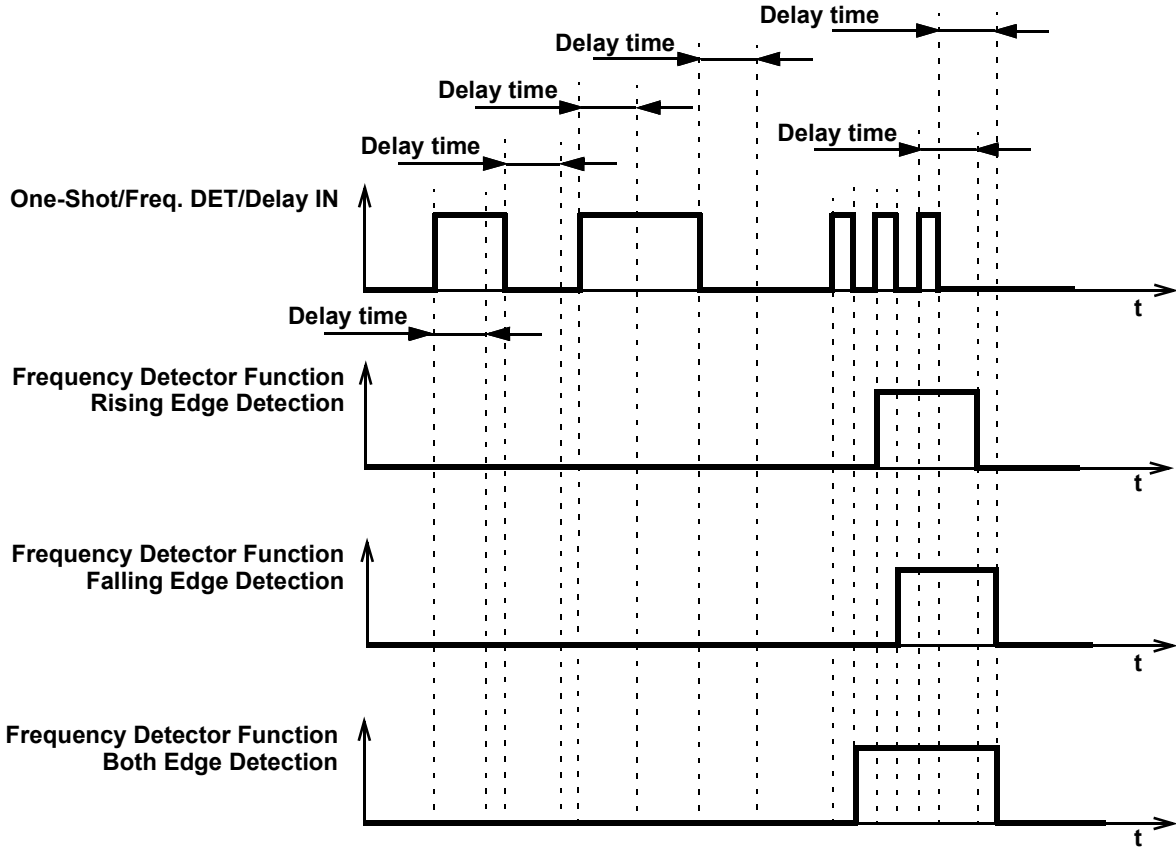 Delay time
Delay time
Delay time
Delay time
Delay time
One-Shot/Freq. DET/Delay IN
t
Delay time
Frequency Detector Function
Rising Edge Detection
t
Frequency Detector Function
Falling Edge Detection
t
Frequency Detector Function
Both Edge Detection
t